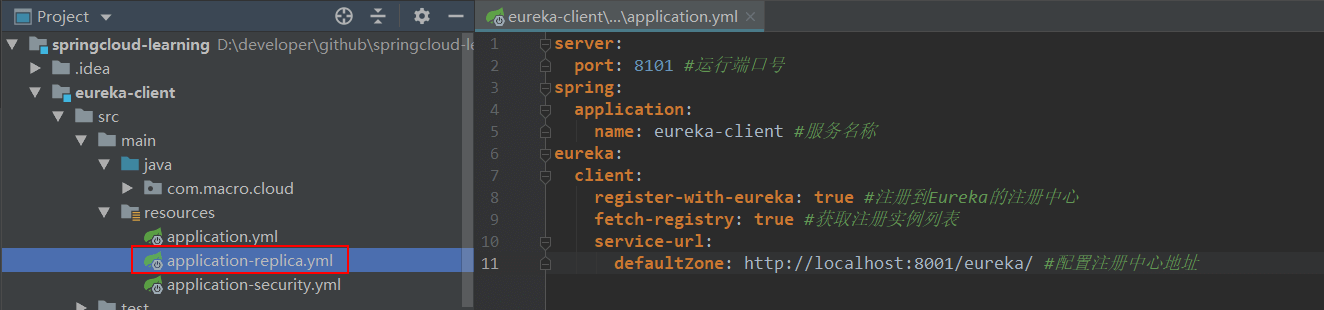 Project
springcloud-learning D:\developer\github\springcloud-le
.idea
eureka-client
src
main
java
com.macro.cloud
resources
application.yml
application-replica.yml
application-security.yml
test
eureka-client\...\application.yml
1 server:
2 port: 8101 #运行端口号
3 spring:
4 application:
5 name: eureka-client #服务名称
6 eureka:
7 client:
8 register-with-eureka: true #注册到Eureka的注册中心
9 fetch-registry: true #获取注册实例列表
10 service-url:
11 defaultZone: http://localhost:8001/eureka/ #配置注册中心地址